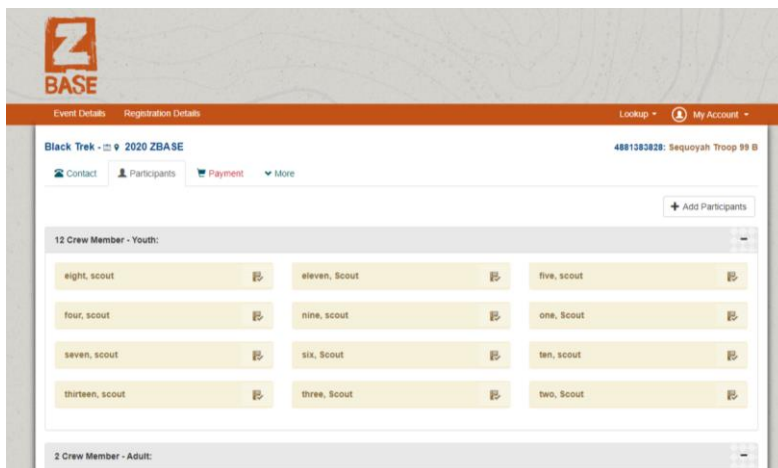 Z
BASE
Event Details Registration Details Lookup My Account
Black Trek - 2020 ZBASE 4881383828: Sequoyah Troop 99 B
Contact Participants Payment More
+ Add Participants
12 Crew Member - Youth:
eight, scout eleven, Scout five, scout
four, scout nine, scout one, Scout
seven, scout six, Scout ten, scout
thirteen, scout three, Scout two, Scout
2 Crew Member - Adult: